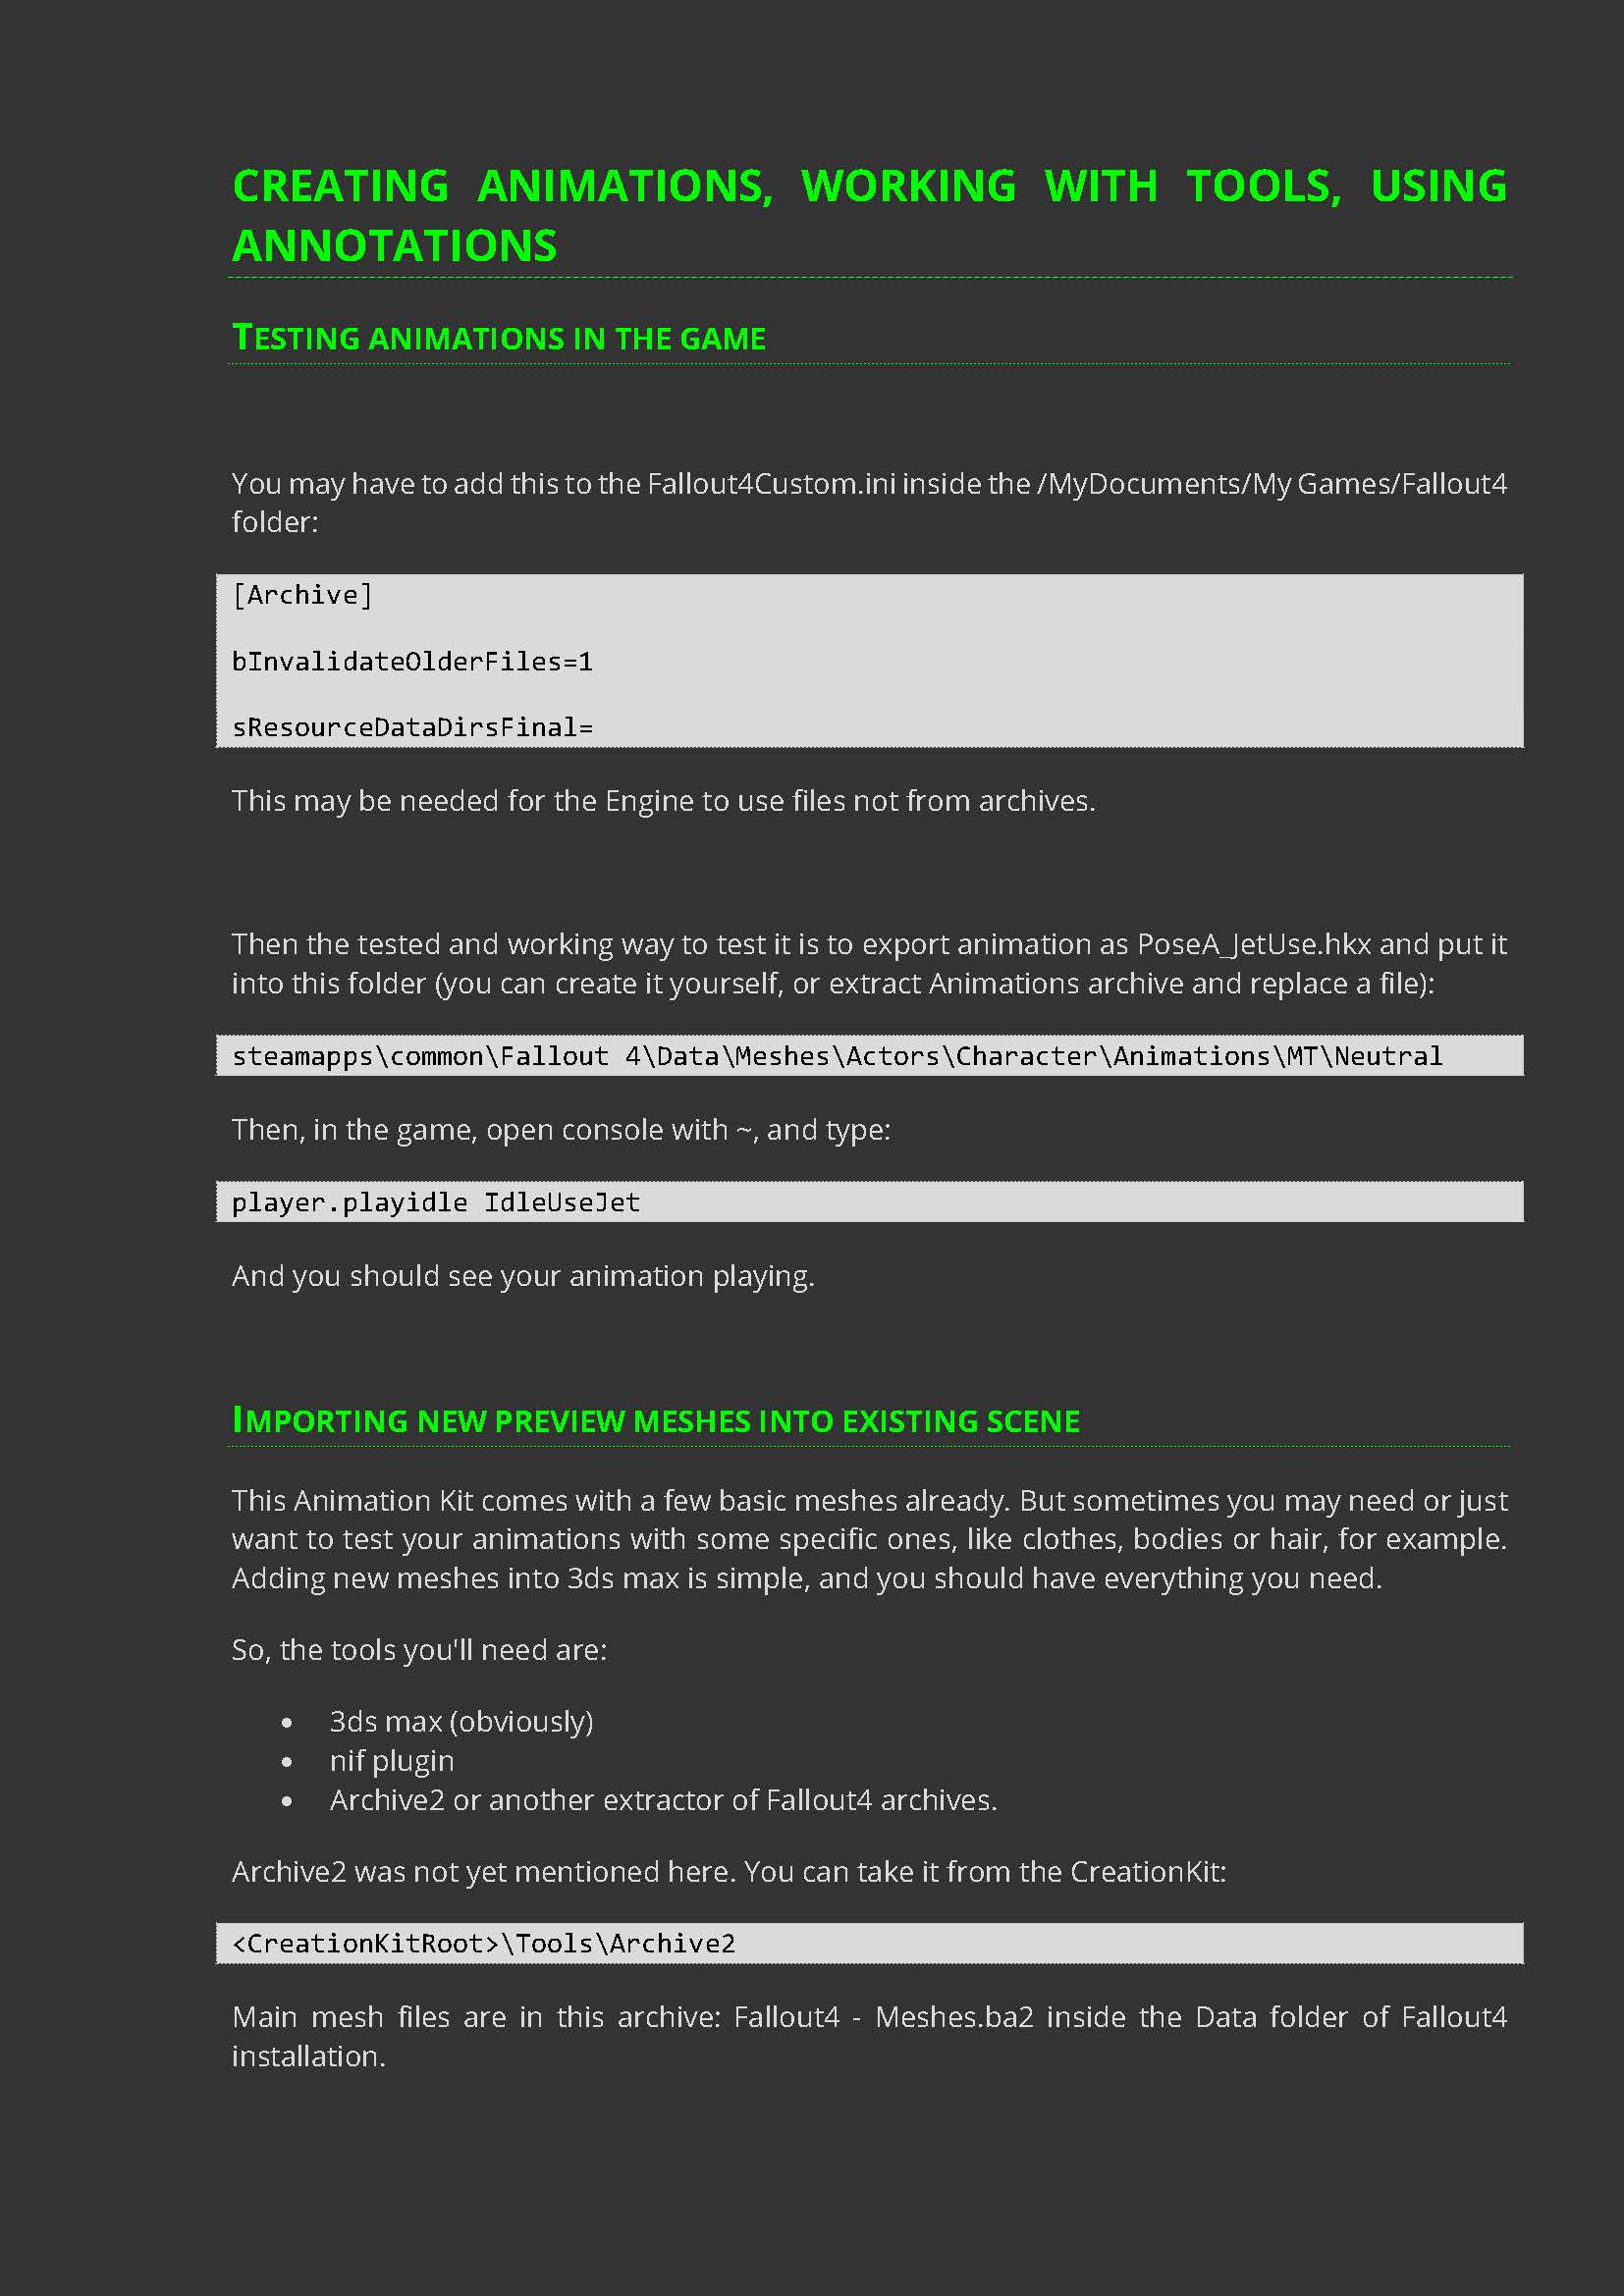 CREATING ANIMATIONS, WORKING WITH TOOLS, USING
ANNOTATIONS
TESTING ANIMATIONS IN THE GAME
You may have to add this to the Fallout4Custom.ini inside the /MyDocuments/My Games/Fallout4
folder:
[Archive]
bInvalidateOlderFiles=1
sResourceDataDirsFinal=
This may be needed for the Engine to use files not from archives.
Then the tested and working way to test it is to export animation as PoseA_JetUse.hkx and put it
into this folder (you can create it yourself, or extract Animations archive and replace a file):
steamapps\common\Fallout 4\Data\Meshes\Actors\Character\Animations\MT\Neutral
Then, in the game, open console with ~, and type:
player.playidle IdleUseJet
And you should see your animation playing.
IMPORTING NEW PREVIEW MESHES INTO EXISTING SCENE
This Animation Kit comes with a few basic meshes already. But sometimes you may need or just
want to test your animations with some specific ones, like clothes, bodies or hair, for example.
Adding new meshes into 3ds max is simple, and you should have everything you need.
So, the tools you'll need are:
• 3ds max (obviously)
• nif plugin
• Archive2 or another extractor of Fallout4 archives.
Archive2 was not yet mentioned here. You can take it from the CreationKit:
<CreationKitRoot>\Tools\Archive2
Main mesh files are in this archive: Fallout4 - Meshes.ba2 inside the Data folder of Fallout4
installation.